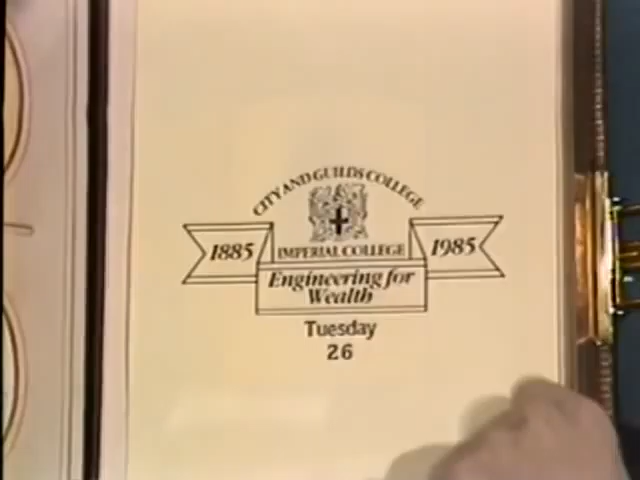 CITY AND GUILDS COLLEGE
IMPERIAL COLLEGE
1885
1985
Engineering for
Wealth
Tuesday
26